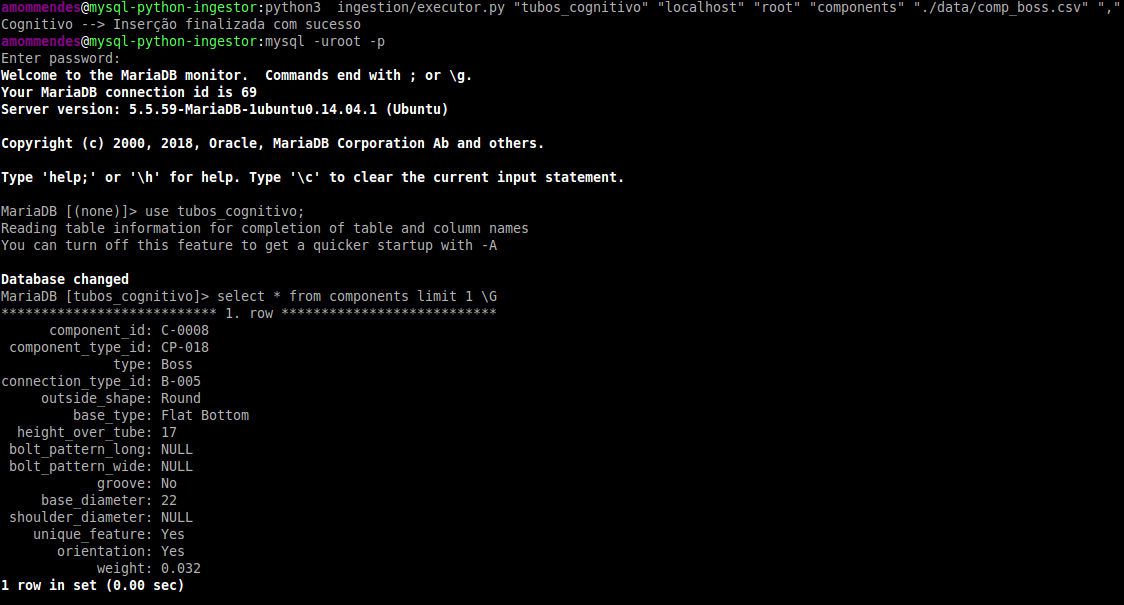 amommendes@mysql-python-ingestor:python3  ingestion/executor.py "tubos_cognitivo" "localhost" "root" "components" "./data/comp_boss.csv" ","
Cognitivo --> Inserção finalizada com sucesso
amommendes@mysql-python-ingestor:mysql -uroot -p
Enter password:
Welcome to the MariaDB monitor.  Commands end with ; or \g.
Your MariaDB connection id is 69
Server version: 5.5.59-MariaDB-1ubuntu0.14.04.1 (Ubuntu)

Copyright (c) 2000, 2018, Oracle, MariaDB Corporation Ab and others.

Type 'help;' or '\h' for help. Type '\c' to clear the current input statement.

MariaDB [(none)]> use tubos_cognitivo;
Reading table information for completion of table and column names
You can turn off this feature to get a quicker startup with -A

Database changed
MariaDB [tubos_cognitivo]> select * from components limit 1 \G
*************************** 1. row ***************************
      component_id: C-0008
 component_type_id: CP-018
              type: Boss
connection_type_id: B-005
     outside_shape: Round
         base_type: Flat Bottom
  height_over_tube: 17
 bolt_pattern_long: NULL
 bolt_pattern_wide: NULL
            groove: No
     base_diameter: 22
 shoulder_diameter: NULL
    unique_feature: Yes
       orientation: Yes
            weight: 0.032
1 row in set (0.00 sec)